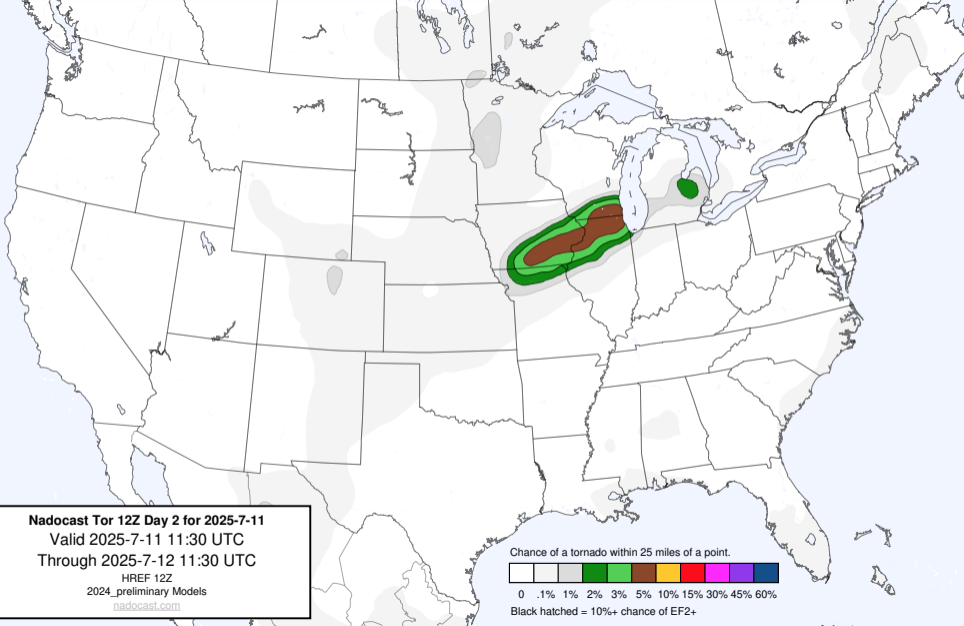 Nadocast Tor 12Z Day 2 for 2025-7-11
Valid 2025-7-11 11:30 UTC
Through 2025-7-12 11:30 UTC
HREF 12Z
2024_preliminary Models
nadocast.com
Chance of a tornado within 25 miles of a point.
0 .1% 1% 2% 3% 5% 10% 15% 30% 45% 60%
Black hatched = 10%+ chance of EF2+